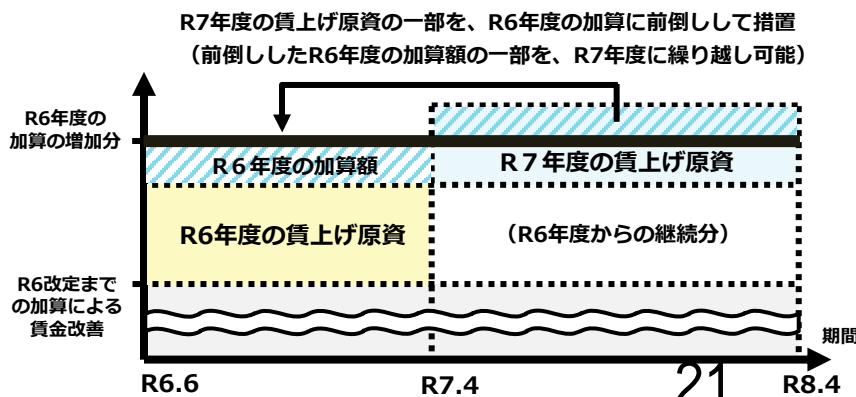 R7年度の賃上げ原資の一部を、R6年度の加算に前倒しして措置
（前倒ししたR6年度の加算額の一部を、R7年度に繰り越し可能）
R6年度の
加算の増加分
R６年度の加算額
R７年度の賃上げ原資
R6年度の賃上げ原資
（R6年度からの継続分）
R6改定まで
の加算による
賃金改善
期間
R6.6
R7.4
21
R8.4